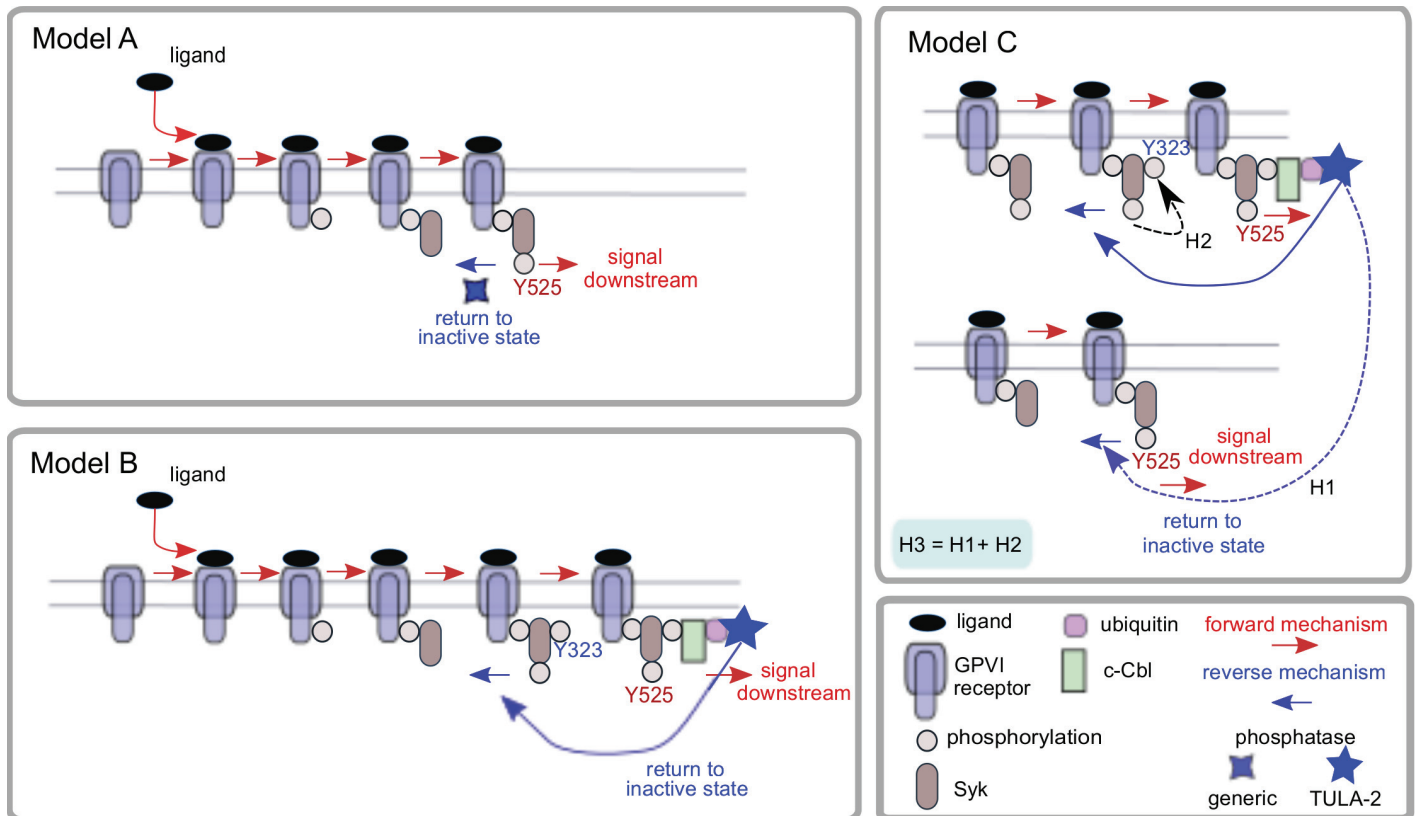 Model A
ligand
signal
downstream
Y525
return to
inactive state
Model B
ligand
Y323
Y525
signal
downstream
return to
inactive state
Model C
Y323
H2
Y525
signal
downstream
Y525
H1
return to
inactive state
H3 = H1+ H2
ligand
GPVI
receptor
phosphorylation
Syk
ubiquitin
c-Cbl
forward mechanism
reverse mechanism
phosphatase
generic
TULA-2